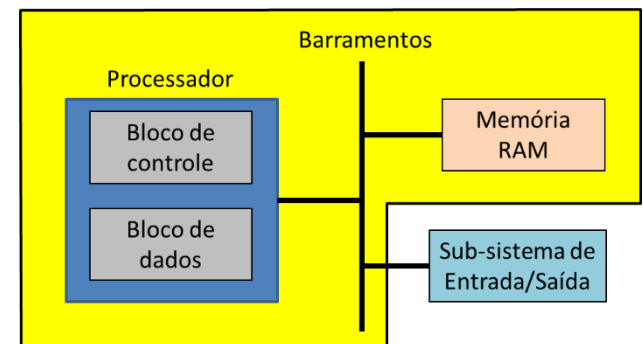 Barramentos
Processador
Bloco de
controle
Bloco de
dados
Memória
RAM
Sub-sistema de
Entrada/Saída